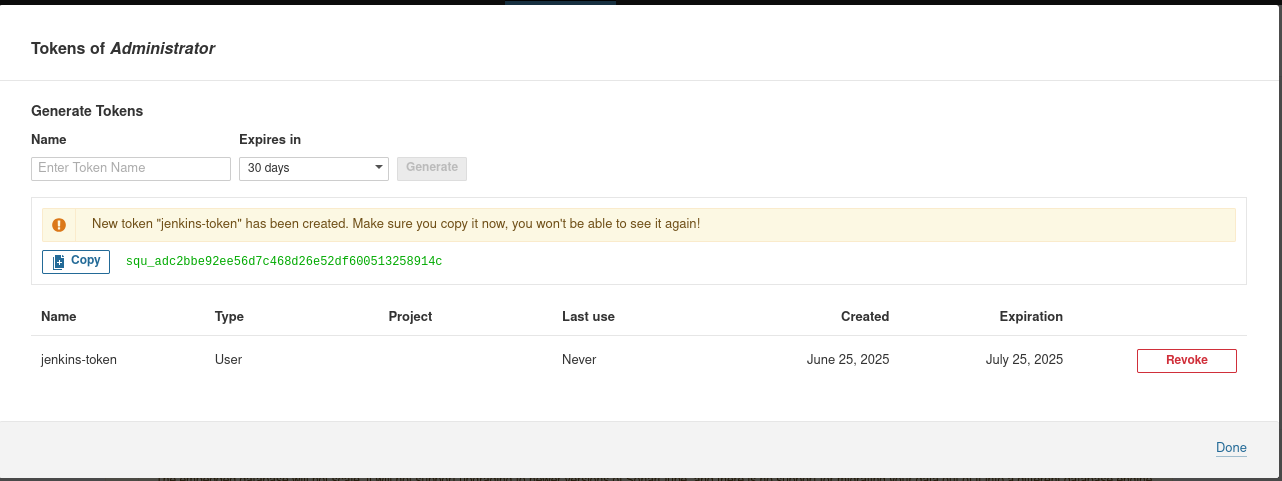 Tokens of Administrator
Generate Tokens
Name Expires in
Enter Token Name 30 days Generate
New token "jenkins-token" has been created. Make sure you copy it now, you won't be able to see it again!
Copy squ_adc2bbe92ee56d7c468d26e52df600513258914c
Name Type Project Last use Created Expiration
jenkins-token User Never June 25, 2025 July 25, 2025 Revoke
Done